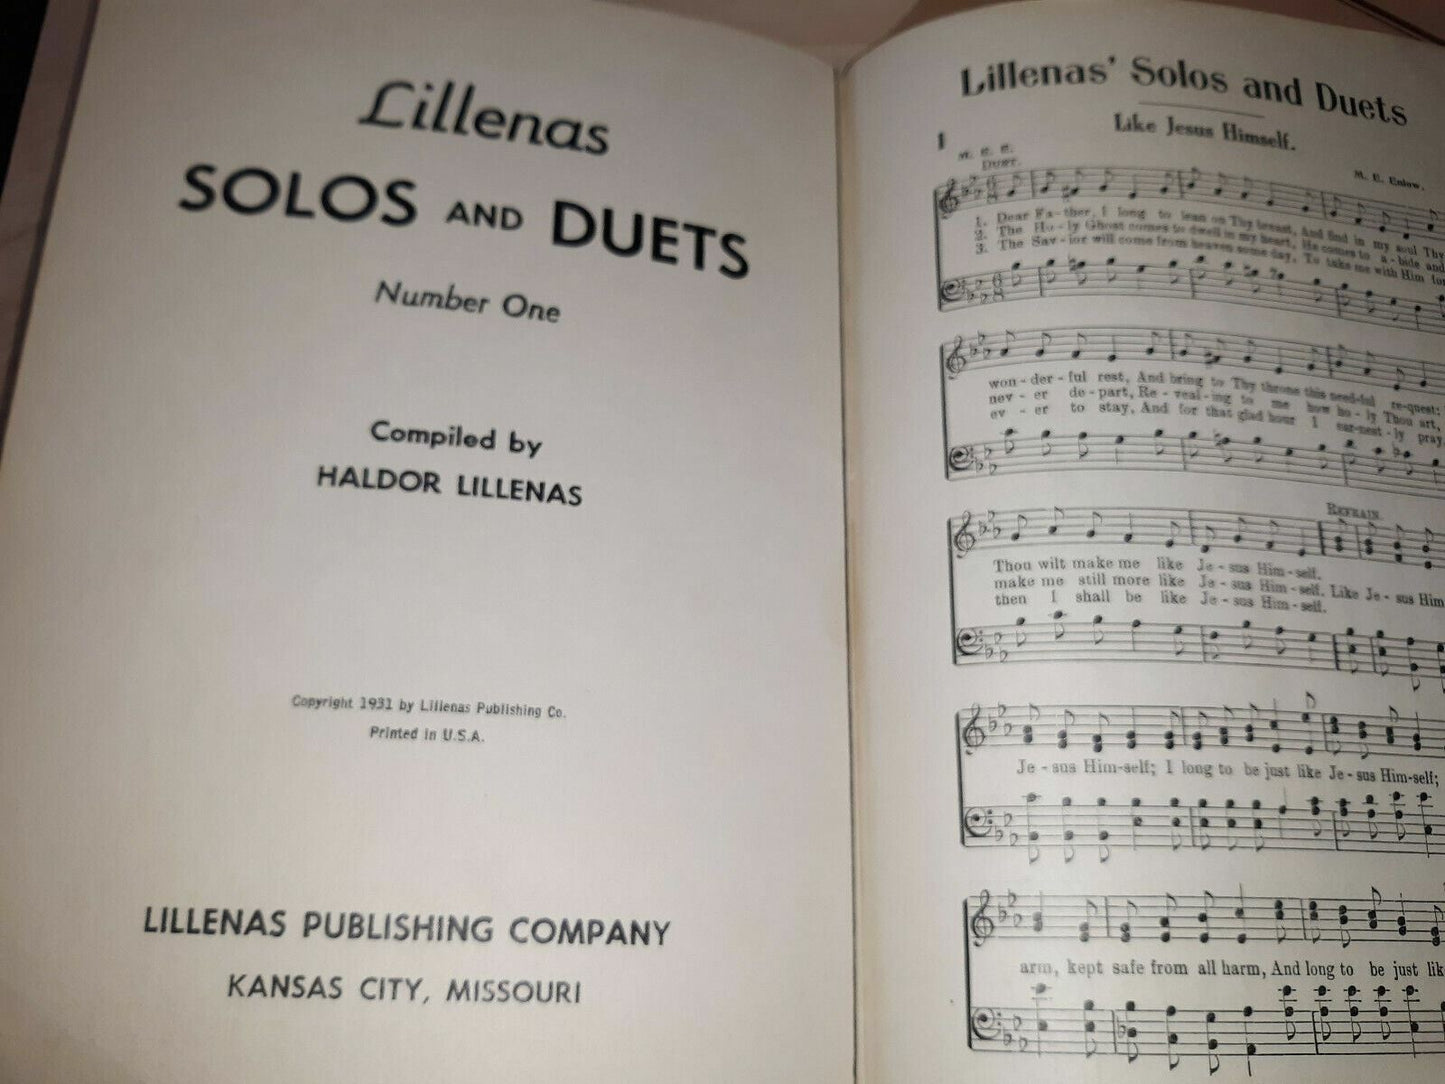 Lillenas
SOLOS AND DUETS
Number One
Compiled by
HALDOR LILLENAS
Copyright 1931 by Lillenas Publishing Co.
Printed in U.S.A.
LILLENAS PUBLISHING COMPANY
KANSAS CITY, MISSOURI
Lillenas' Solos and Duets
Like Jesus Himself.
1
M. E. E.
DUET.
M. E. Enlow.
1. Dear Fa - ther, I long to lean on Thy breast, And find in my soul Thy
2. The Ho - ly Ghost comes to dwell in my heart, He comes to a - bide and
3. The Sav - ior will come from heaven some day, To take me with Him for
won - der - ful rest, And bring to Thy throne this need-ful re-quest;
nev - er de - part, Re - veal - ing to me how ho - ly Thou art,
ev - er to stay, And for that glad hour I ear-nest - ly pray,
REFRAIN.
Thou wilt make me like Je - sus Him - self.
make me still more like Je - sus Him - self. Like Je - sus Him
then I shall be like Je - sus Him - self.
Je - sus Him-self; I long to be just like Je - sus Him-self;
arm, kept safe from all harm, And long to be just lik